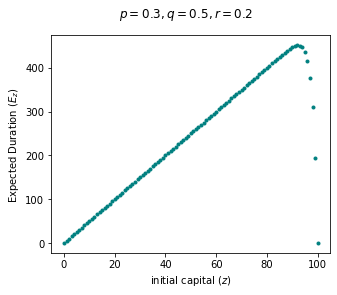 p = 0.3, q = 0.5, r = 0.2
Expected Duration (E_z)
400
300
200
100
0
0 20 40 60 80 100
initial capital (z)